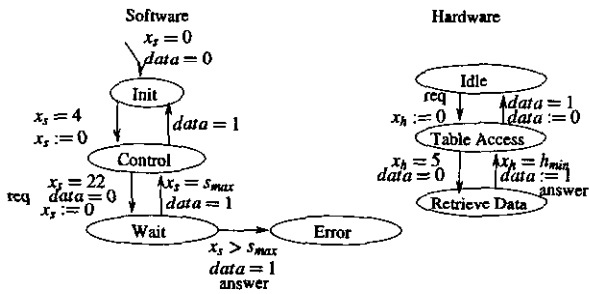 Software
x_s = 0
data = 0
Init
x_s = 4
x_s := 0
data = 1
Control
x_s = 22
req data = 0
x_s := 0
x_s = s_max
data = 1
Wait
x_s > s_max
data = 1
answer
Error
Hardware
Idle
req
x_h := 0
data = 1
data := 0
Table Access
x_h = 5
data = 0
x_h = h_min
data := 1
answer
Retrieve Data